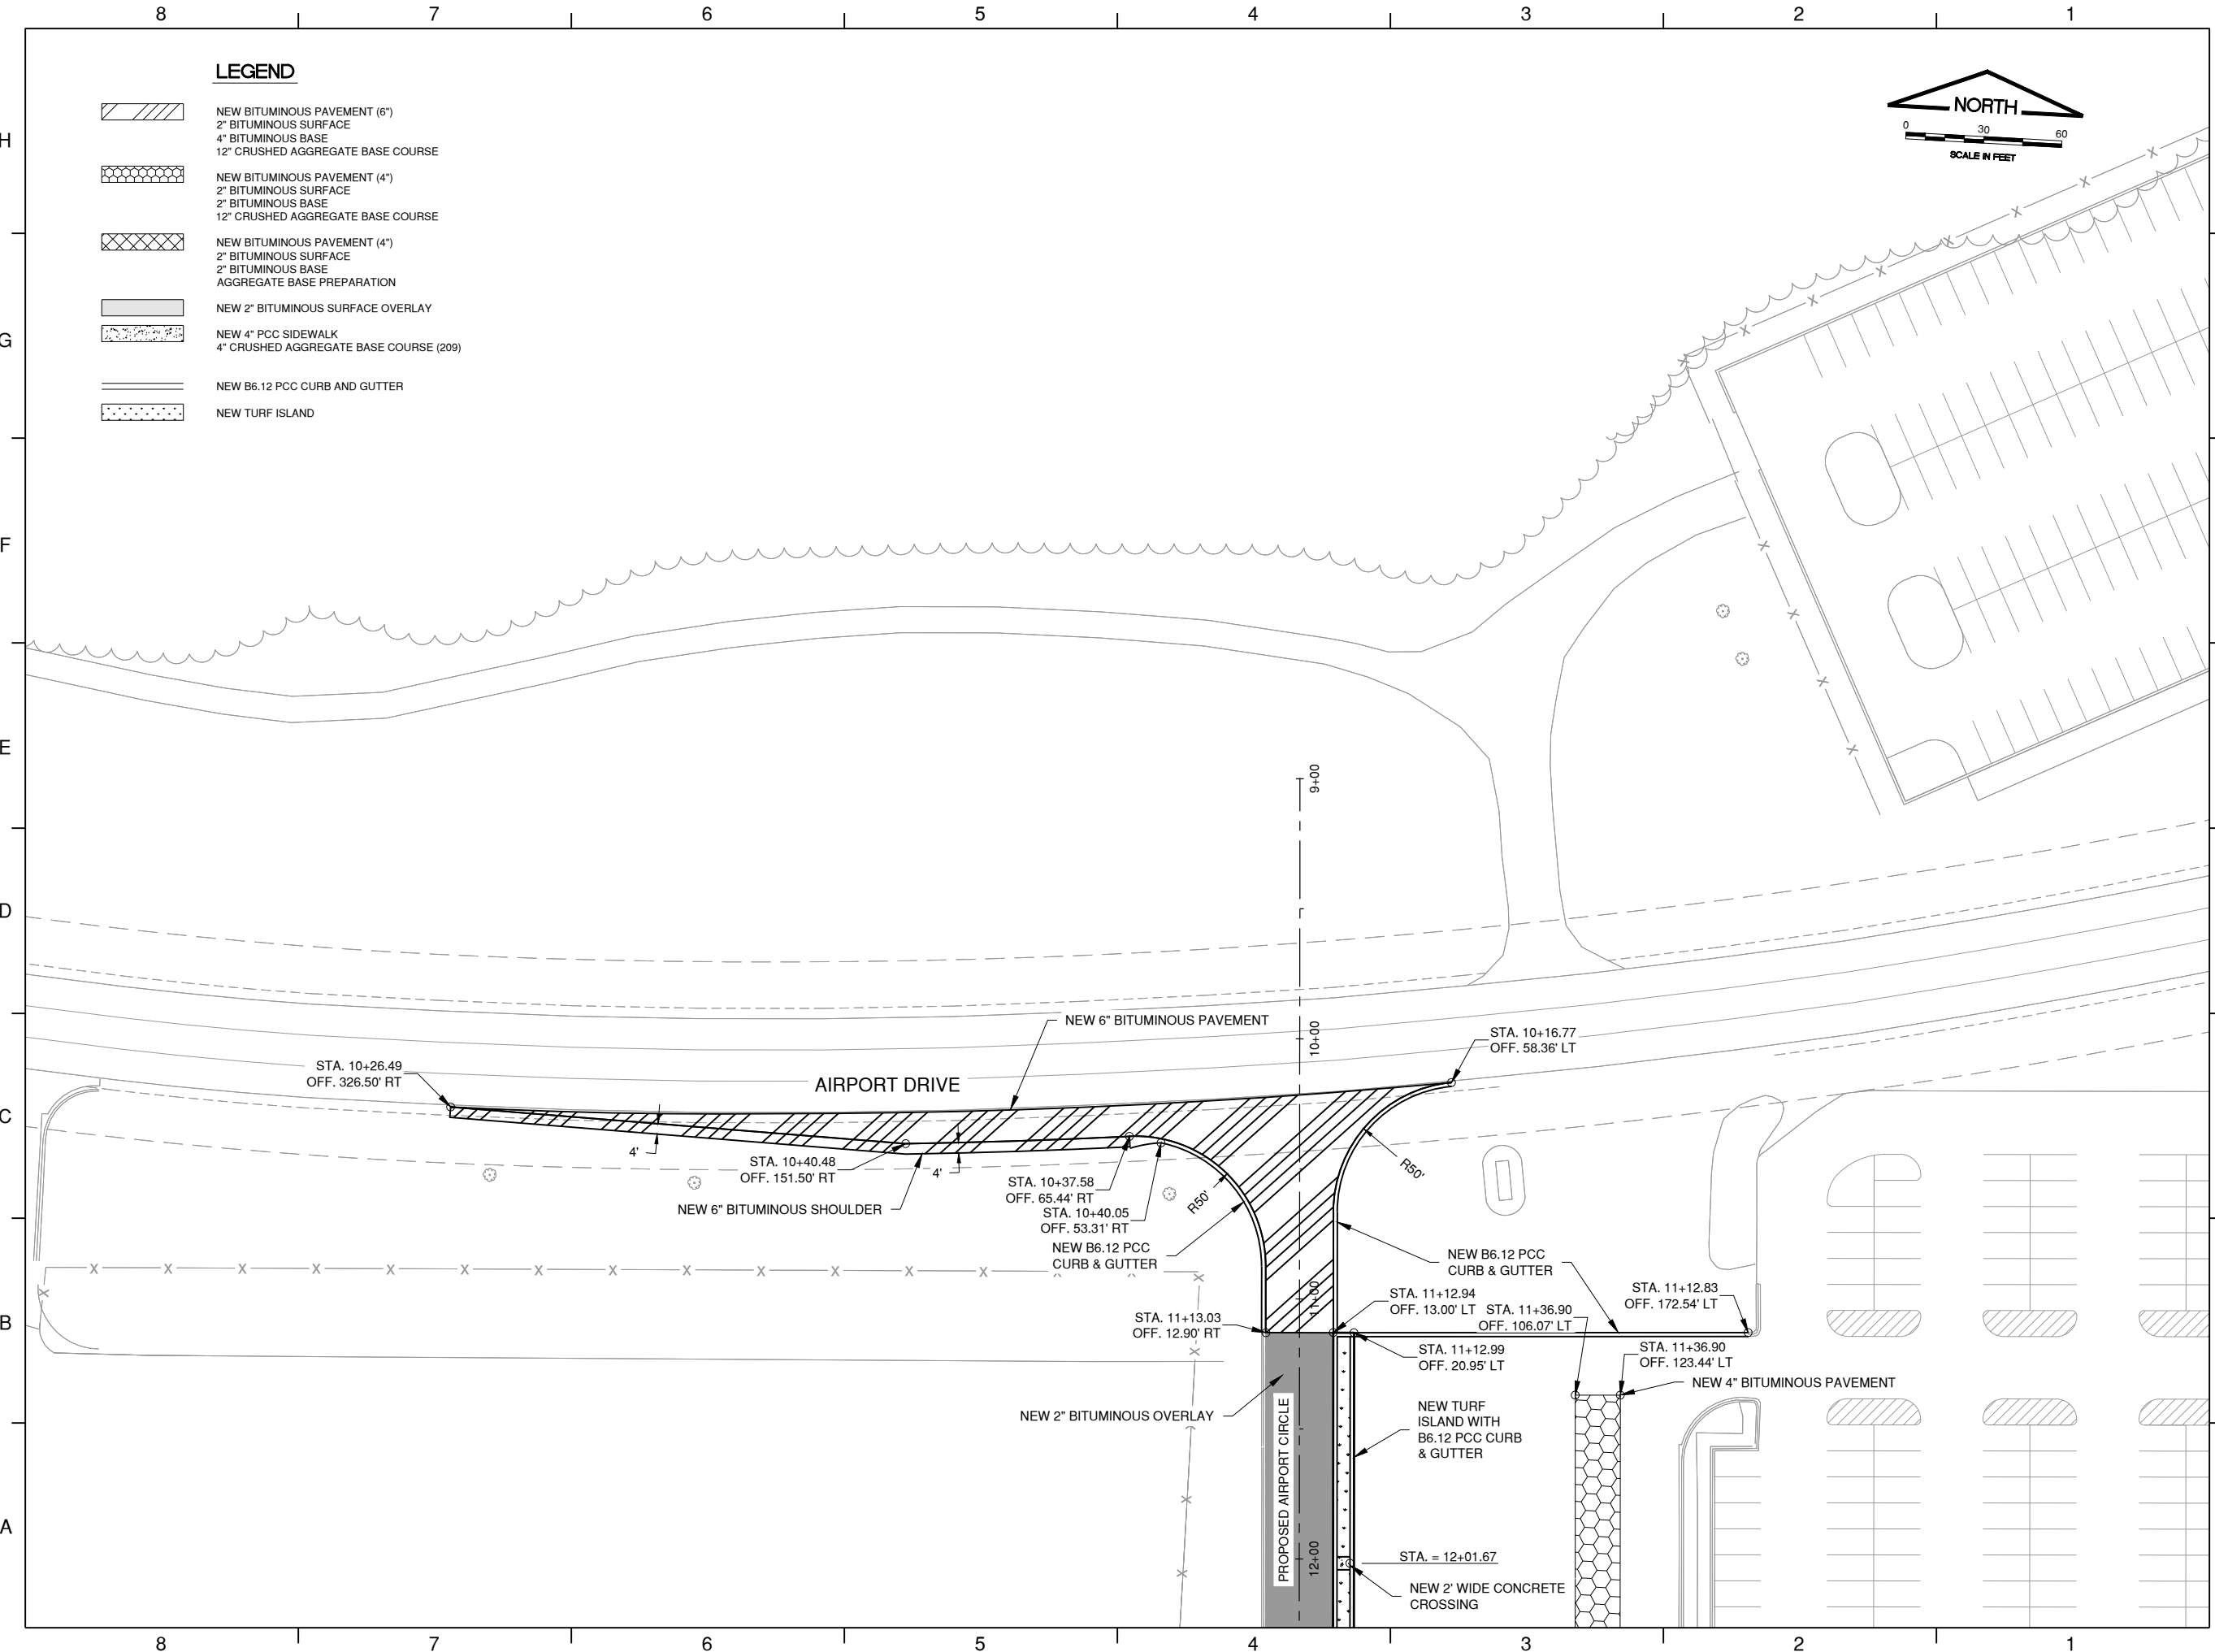 8 7 6 5 4 3 2 1
H
G
F
E
D
C
B
A
LEGEND
NEW BITUMINOUS PAVEMENT (6")
2" BITUMINOUS SURFACE
4" BITUMINOUS BASE
12" CRUSHED AGGREGATE BASE COURSE
NEW BITUMINOUS PAVEMENT (4")
2" BITUMINOUS SURFACE
2" BITUMINOUS BASE
12" CRUSHED AGGREGATE BASE COURSE
NEW BITUMINOUS PAVEMENT (4")
2" BITUMINOUS SURFACE
2" BITUMINOUS BASE
AGGREGATE BASE PREPARATION
NEW 2" BITUMINOUS SURFACE OVERLAY
NEW 4" PCC SIDEWALK
4" CRUSHED AGGREGATE BASE COURSE (209)
NEW B6.12 PCC CURB AND GUTTER
NEW TURF ISLAND
NORTH
0 30 60
SCALE IN FEET
9+00
10+00
11+00
12+00
NEW 6" BITUMINOUS PAVEMENT
STA. 10+16.77
OFF. 58.36' LT
STA. 10+26.49
OFF. 326.50' RT
AIRPORT DRIVE
4'
4'
STA. 10+40.48
OFF. 151.50' RT
NEW 6" BITUMINOUS SHOULDER
STA. 10+37.58
OFF. 65.44' RT
STA. 10+40.05
OFF. 53.31' RT
R50'
R50'
NEW B6.12 PCC
CURB & GUTTER
NEW B6.12 PCC
CURB & GUTTER
STA. 11+13.03
OFF. 12.90' RT
STA. 11+12.94
OFF. 13.00' LT
STA. 11+36.90
OFF. 106.07' LT
STA. 11+12.83
OFF. 172.54' LT
STA. 11+12.99
OFF. 20.95' LT
STA. 11+36.90
OFF. 123.44' LT
NEW 4" BITUMINOUS PAVEMENT
NEW 2" BITUMINOUS OVERLAY
NEW TURF
ISLAND WITH
B6.12 PCC CURB
& GUTTER
PROPOSED AIRPORT CIRCLE
STA. = 12+01.67
NEW 2' WIDE CONCRETE
CROSSING
8 7 6 5 4 3 2 1